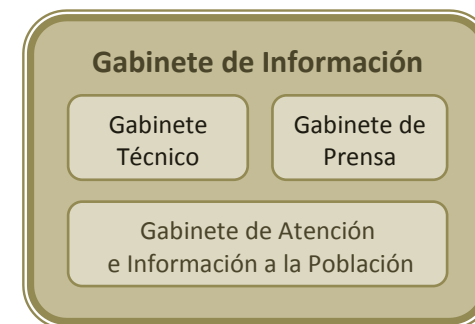 Gabinete de Información
Gabinete
Técnico
Gabinete de
Prensa
Gabinete de Atención
e Información a la Población